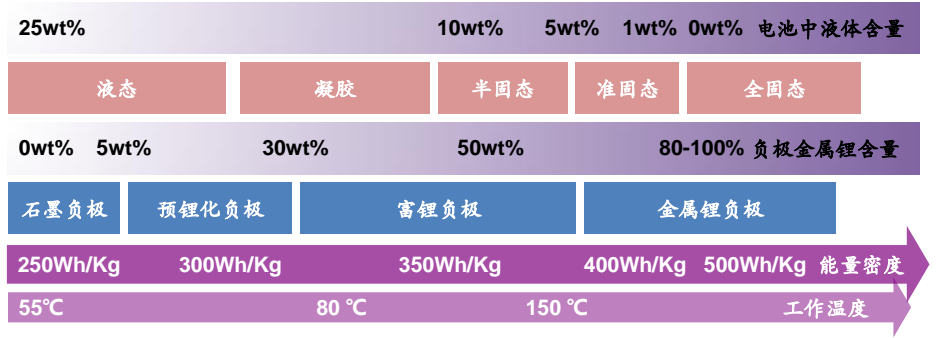 25wt% 10wt% 5wt% 1wt% 0wt% 电池中液体含量
液态 凝胶 半固态 准固态 全固态
0wt% 5wt% 30wt% 50wt% 80-100% 负极金属锂含量
石墨负极 预锂化负极 富锂负极 金属锂负极
250Wh/Kg 300Wh/Kg 350Wh/Kg 400Wh/Kg 500Wh/Kg 能量密度
55℃ 80 ℃ 150 ℃ 工作温度